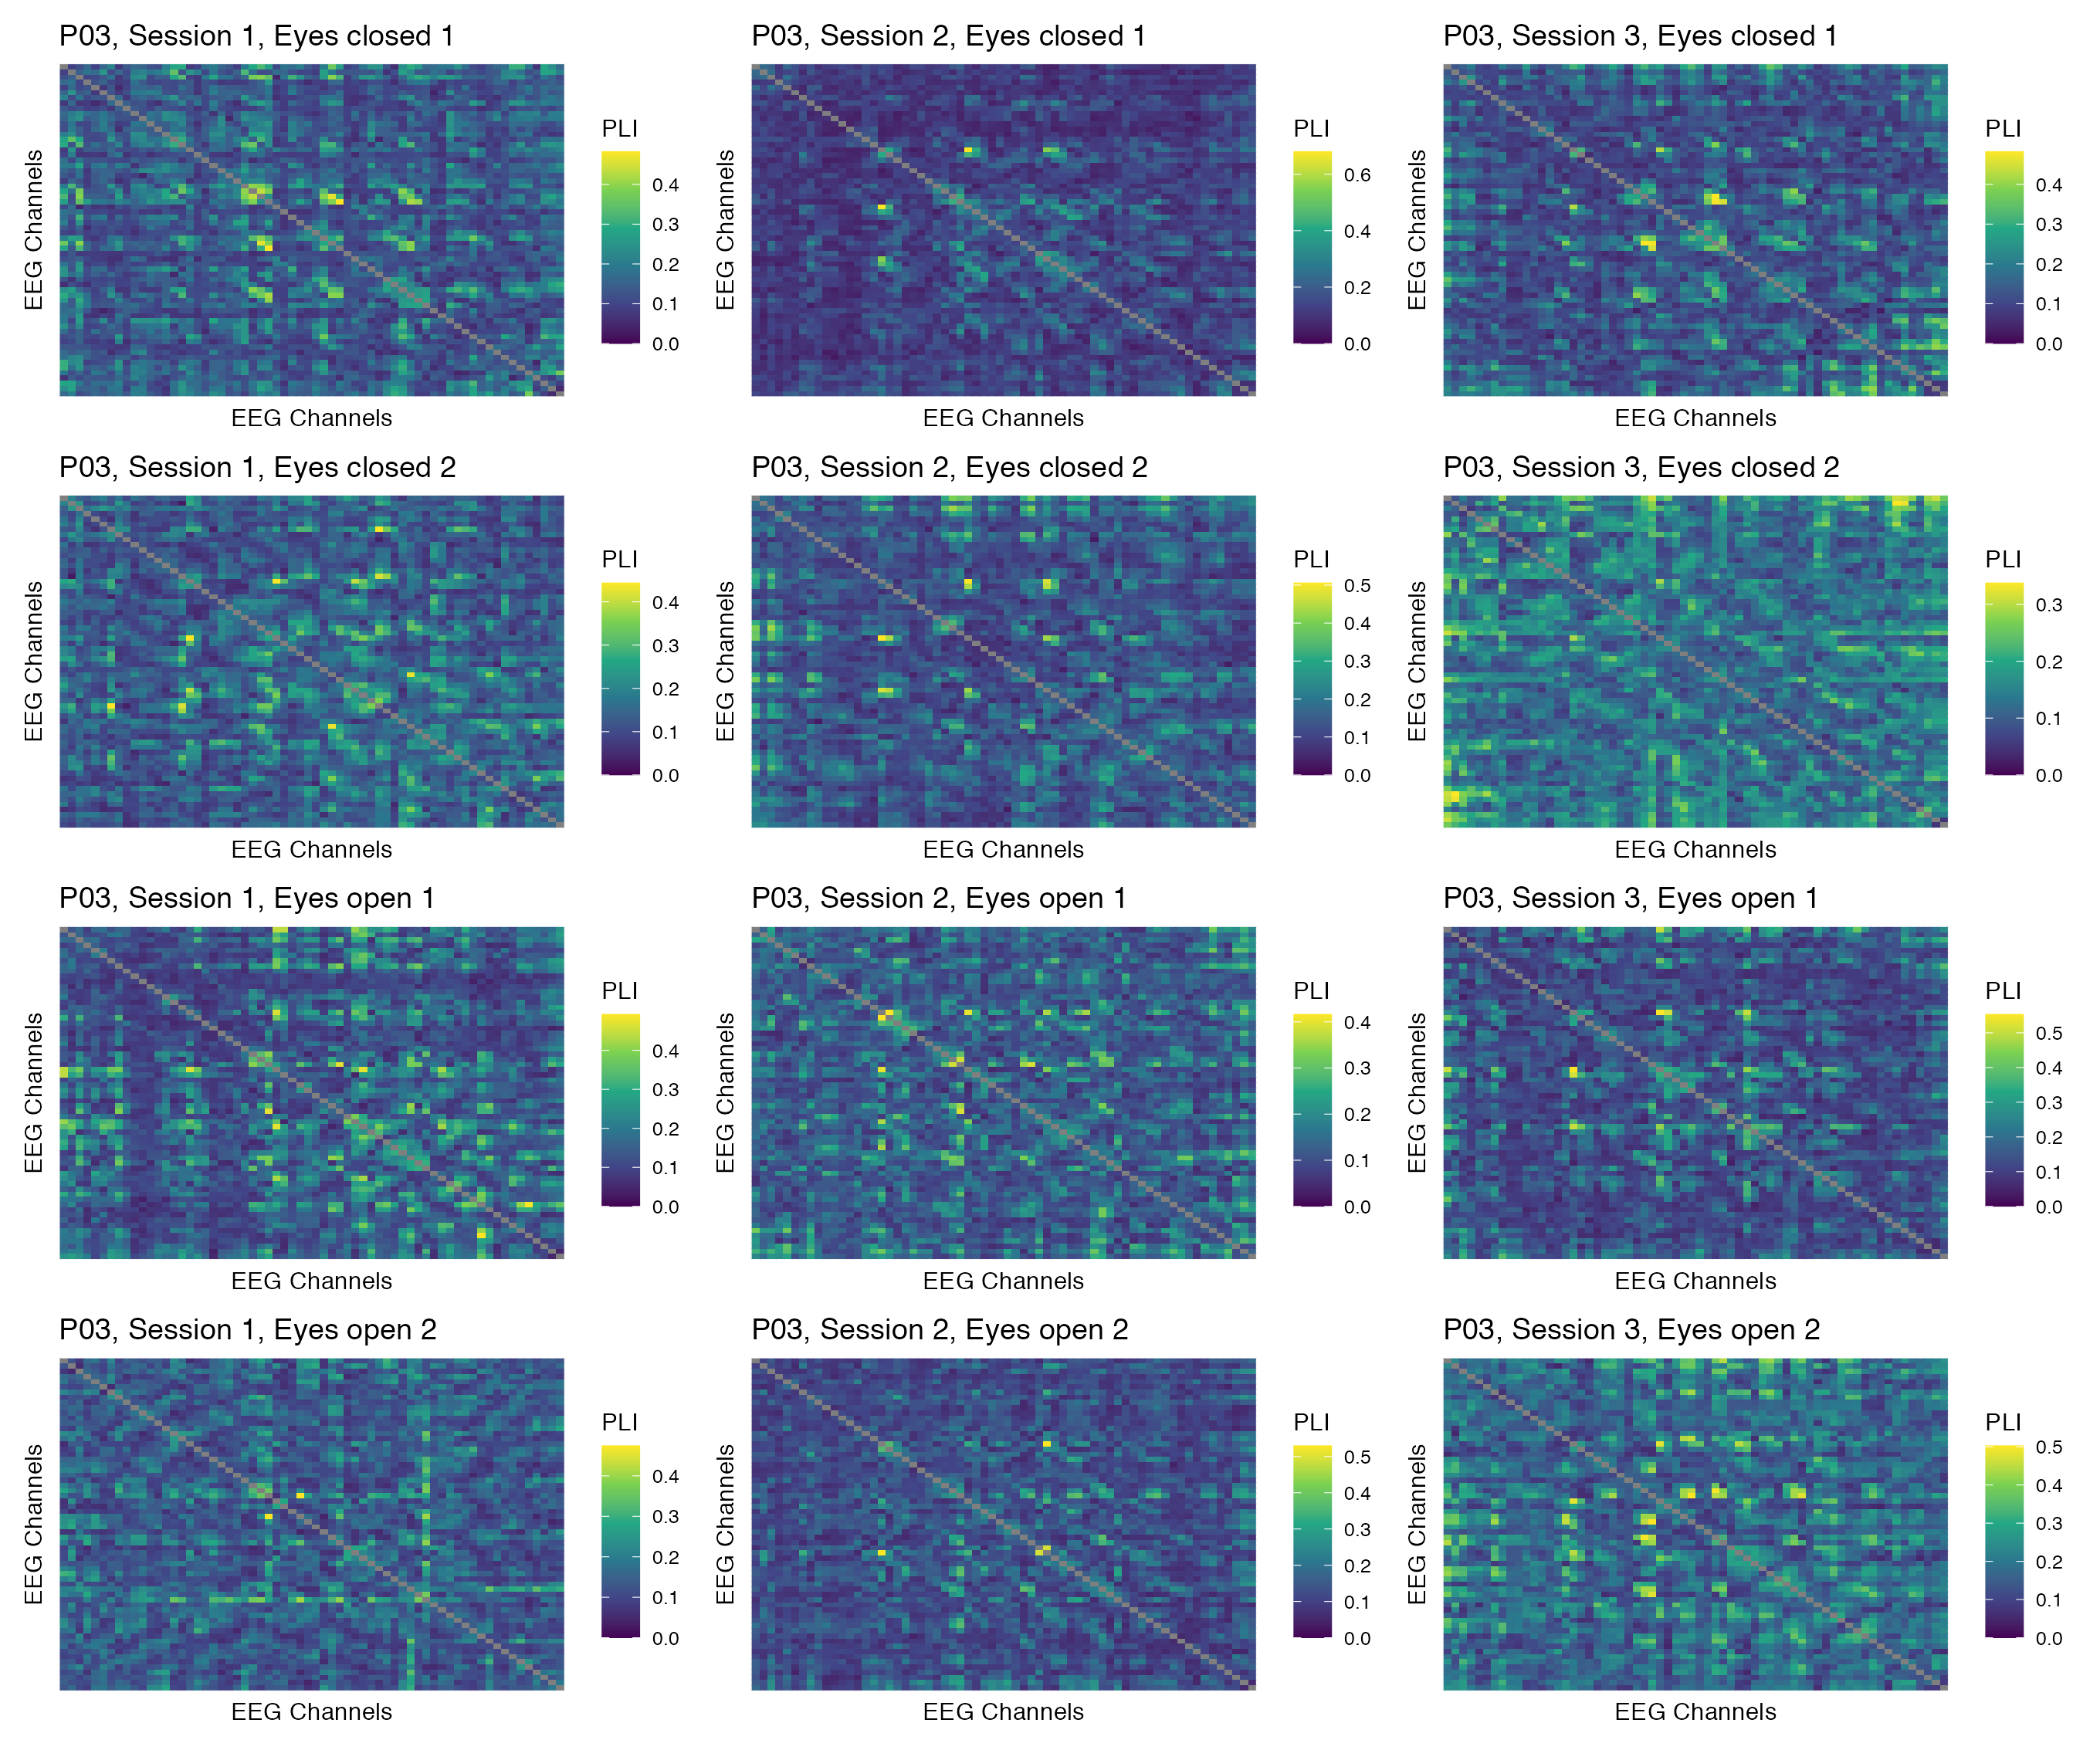 P03, Session 1, Eyes closed 1
EEG Channels
EEG Channels
PLI
0.4
0.3
0.2
0.1
0.0
P03, Session 2, Eyes closed 1
EEG Channels
EEG Channels
PLI
0.6
0.4
0.2
0.0
P03, Session 3, Eyes closed 1
EEG Channels
EEG Channels
PLI
0.4
0.3
0.2
0.1
0.0
P03, Session 1, Eyes closed 2
EEG Channels
EEG Channels
PLI
0.4
0.3
0.2
0.1
0.0
P03, Session 2, Eyes closed 2
EEG Channels
EEG Channels
PLI
0.5
0.4
0.3
0.2
0.1
0.0
P03, Session 3, Eyes closed 2
EEG Channels
EEG Channels
PLI
0.3
0.2
0.1
0.0
P03, Session 1, Eyes open 1
EEG Channels
EEG Channels
PLI
0.4
0.3
0.2
0.1
0.0
P03, Session 2, Eyes open 1
EEG Channels
EEG Channels
PLI
0.4
0.3
0.2
0.1
0.0
P03, Session 3, Eyes open 1
EEG Channels
EEG Channels
PLI
0.5
0.4
0.3
0.2
0.1
0.0
P03, Session 1, Eyes open 2
EEG Channels
EEG Channels
PLI
0.4
0.3
0.2
0.1
0.0
P03, Session 2, Eyes open 2
EEG Channels
EEG Channels
PLI
0.5
0.4
0.3
0.2
0.1
0.0
P03, Session 3, Eyes open 2
EEG Channels
EEG Channels
PLI
0.5
0.4
0.3
0.2
0.1
0.0